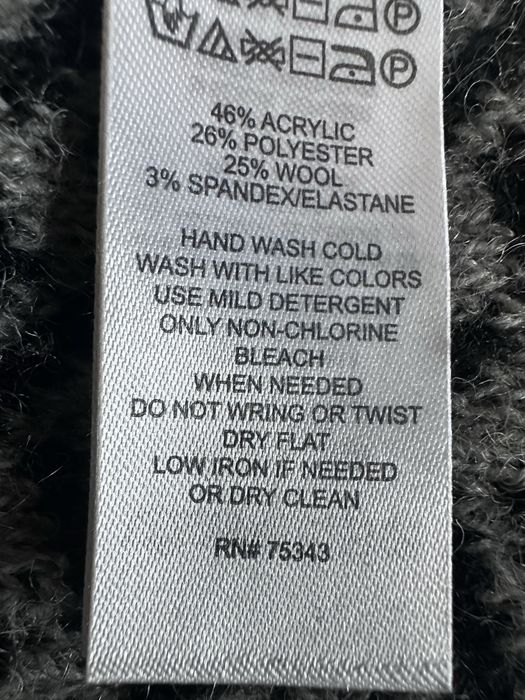 46% ACRYLIC
26% POLYESTER
25% WOOL
3% SPANDEX/ELASTANE
HAND WASH COLD
WASH WITH LIKE COLORS
USE MILD DETERGENT
ONLY NON-CHLORINE
BLEACH
WHEN NEEDED
DO NOT WRING OR TWIST
DRY FLAT
LOW IRON IF NEEDED
OR DRY CLEAN
RN# 75343